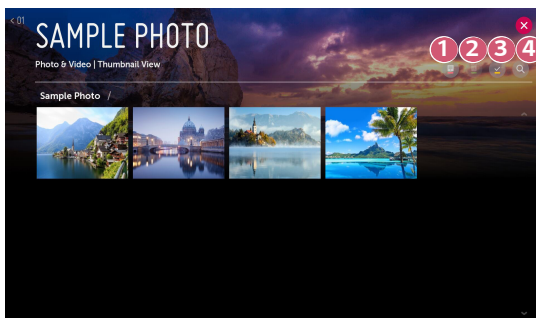 < 01
SAMPLE PHOTO
Photo & Video | Thumbnail View
1 2 3 4
Sample Photo /